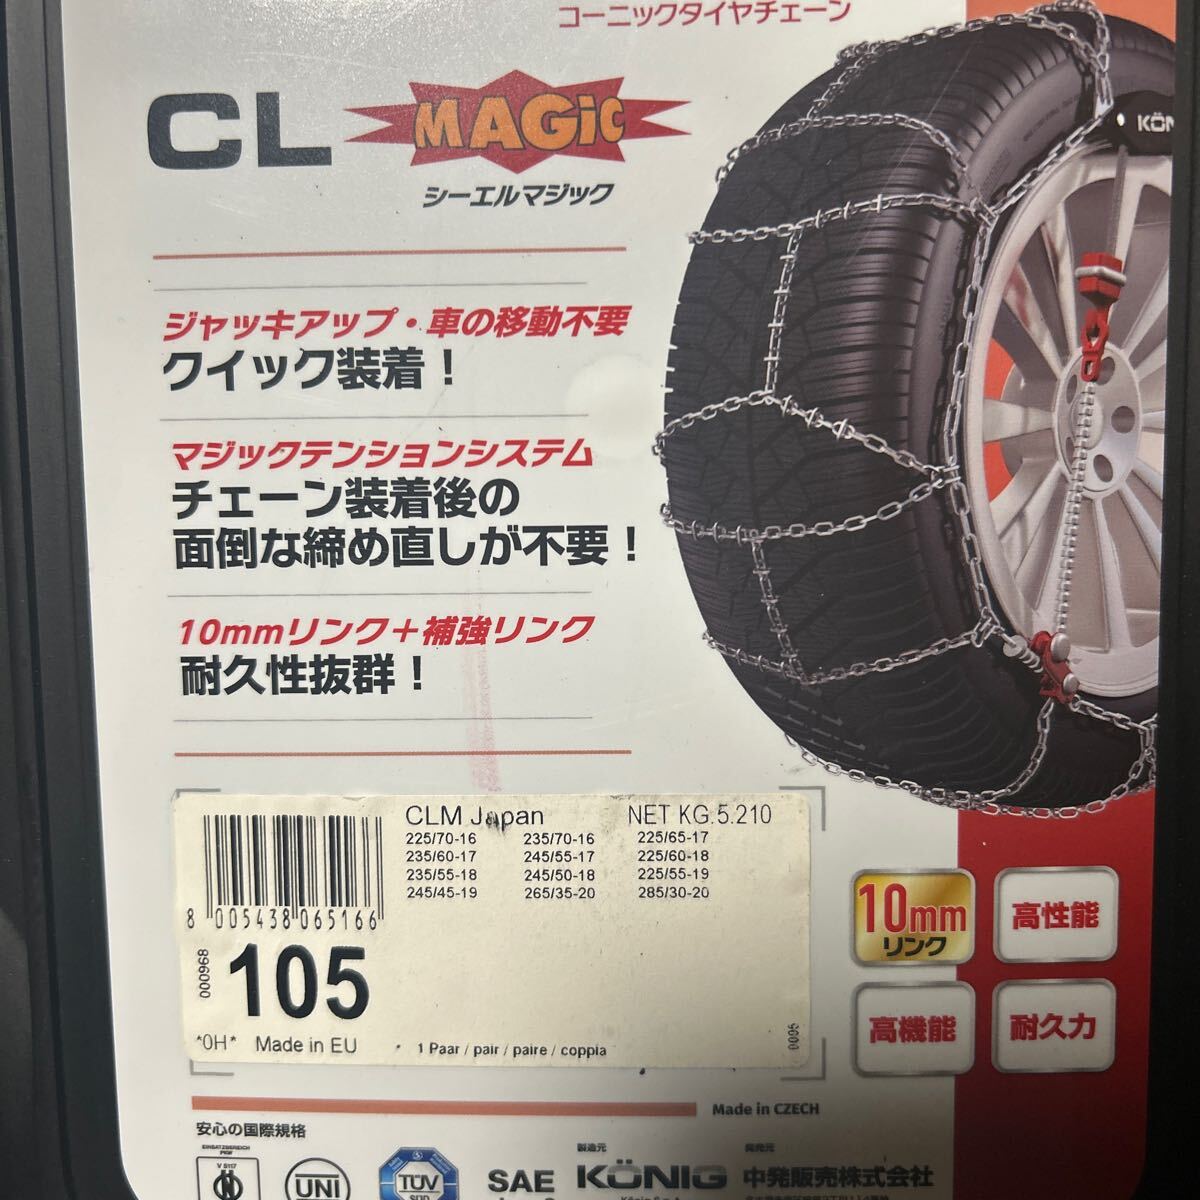 コーニックタイヤチェーン
CL MAGiC
シーエルマジック
ジャッキアップ・車の移動不要
クイック装着！
マジックテンションシステム
チェーン装着後の
面倒な締め直しが不要！
10mmリンク＋補強リンク
耐久性抜群！
CLM Japan NET KG.5.210
225/70-16 235/70-16 225/65-17
235/60-17 245/55-17 225/60-18
235/55-18 245/50-18 225/55-19
245/45-19 265/35-20 285/30-20
8 005438 065166
000968
105
*0H* Made in EU * 1 Paar / pair / paire / coppia
0005
10mm
リンク
高性能
高機能
耐久力
Made in CZECH
安心の国際規格
V 5117
UNI
TÜV
SÜD
SAE
製造元
KÖNIG
発売元
中発販売株式会社